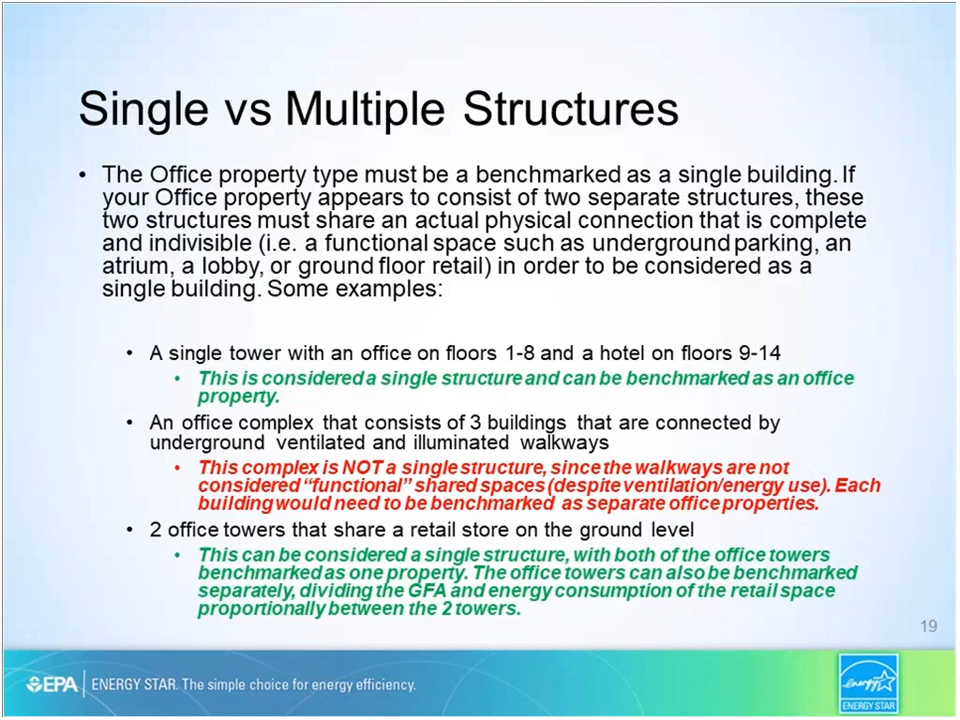 Single vs Multiple Structures
• The Office property type must be a benchmarked as a single building. If
your Office property appears to consist of two separate structures, these
two structures must share an actual physical connection that is complete
and indivisible (i.e. a functional space such as underground parking, an
atrium, a lobby, or ground floor retail) in order to be considered as a
single building. Some examples:
• A single tower with an office on floors 1-8 and a hotel on floors 9-14
• This is considered a single structure and can be benchmarked as an office
property.
• An office complex that consists of 3 buildings that are connected by
underground ventilated and illuminated walkways
• This complex is NOT a single structure, since the walkways are not
considered “functional” shared spaces (despite ventilation/energy use). Each
building would need to be benchmarked as separate office properties.
• 2 office towers that share a retail store on the ground level
• This can be considered a single structure, with both of the office towers
benchmarked as one property. The office towers can also be benchmarked
separately, dividing the GFA and energy consumption of the retail space
proportionally between the 2 towers.
19
EPA ENERGY STAR. The simple choice for energy efficiency.
energy
ENERGY STAR